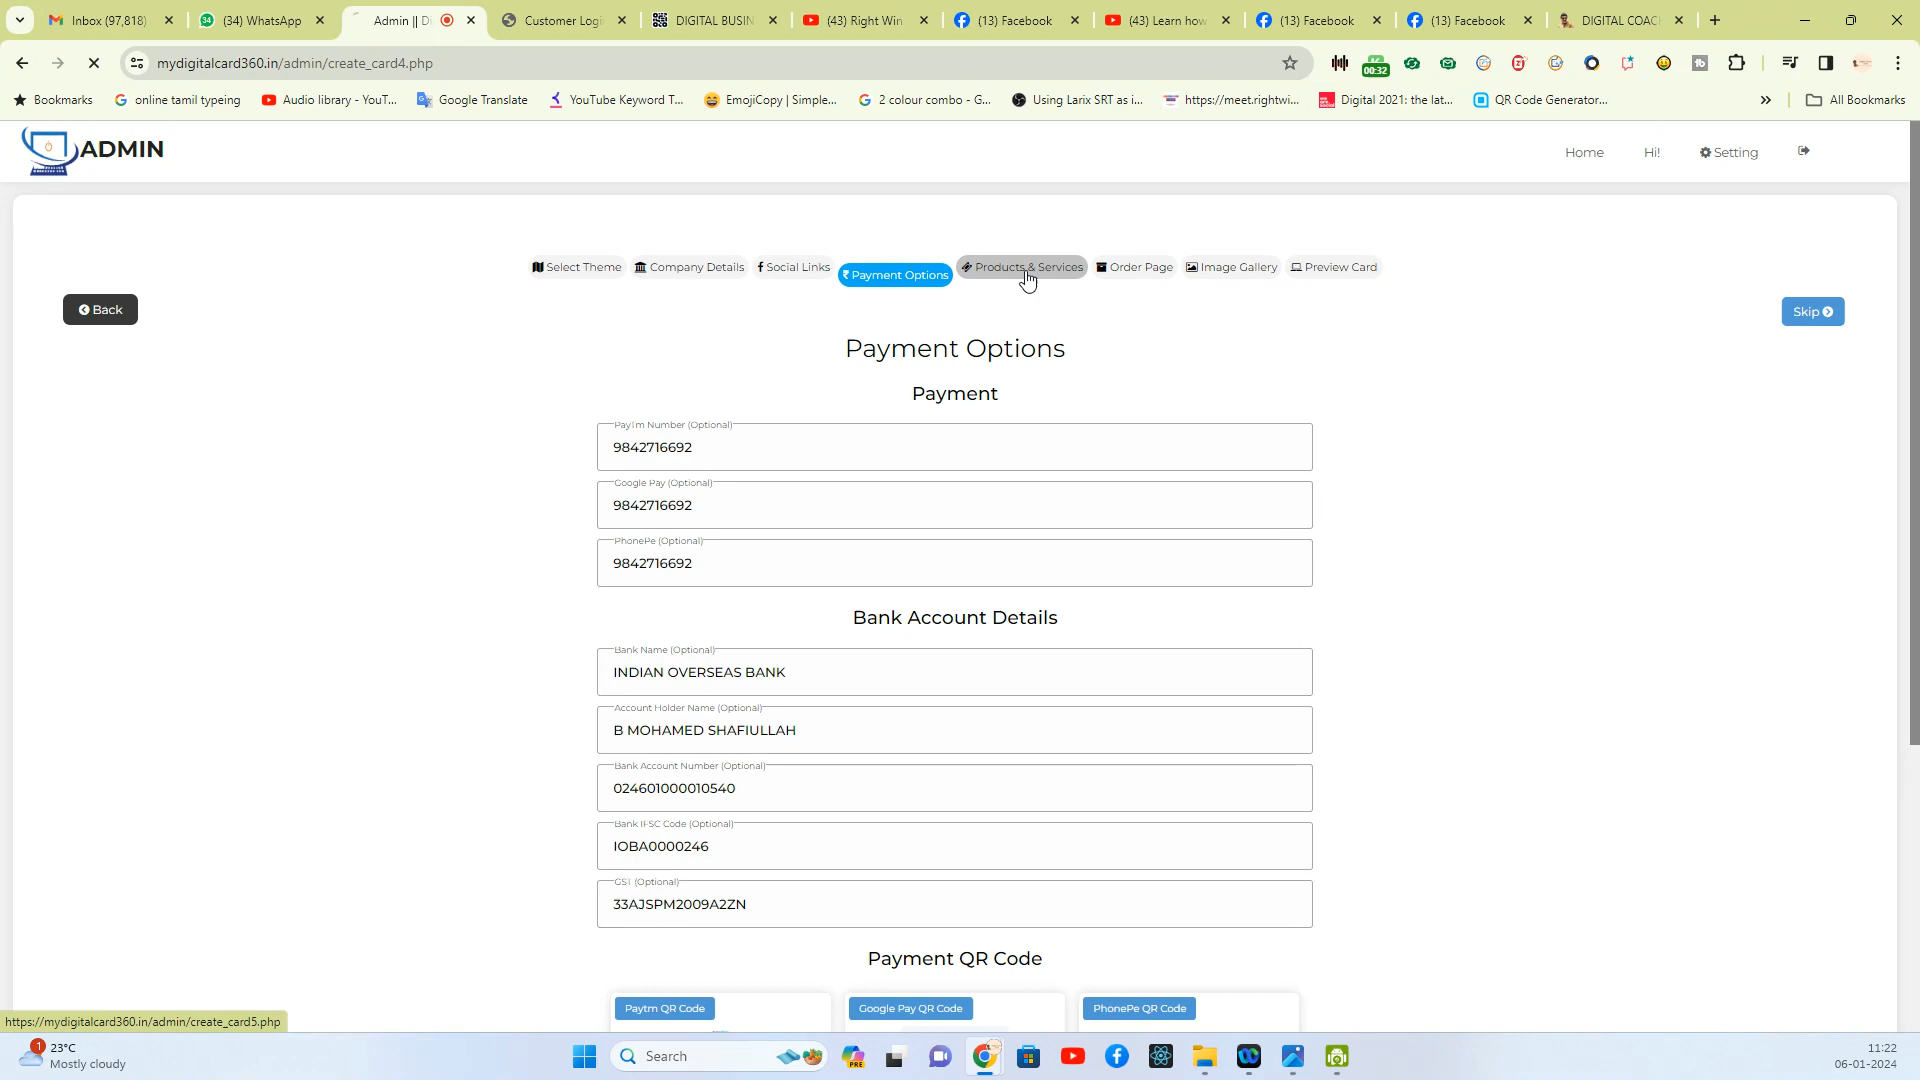 Inbox (97,818)
(34) WhatsApp
Admin || Di
Customer Logi
DIGITAL BUSIN
(43) Right Win
(13) Facebook
(43) Learn how
(13) Facebook
(13) Facebook
DIGITAL COAC
mydigitalcard360.in/admin/create_card4.php
00:32
Bookmarks
online tamil typeing
Audio library - YouT...
Google Translate
YouTube Keyword T...
EmojiCopy | Simple...
2 colour combo - G...
Using Larix SRT as i...
https://meet.rightwi...
Digital 2021: the lat...
QR Code Generator...
All Bookmarks
ADMIN
Home
Hi!
Setting
Select Theme
Company Details
Social Links
Payment Options
Products & Services
Order Page
Image Gallery
Preview Card
Back
Skip
Payment Options
Payment
PayTm Number (Optional)
9842716692
Google Pay (Optional)
9842716692
PhonePe (Optional)
9842716692
Bank Account Details
Bank Name (Optional)
INDIAN OVERSEAS BANK
Account Holder Name (Optional)
B MOHAMED SHAFIULLAH
Bank Account Number (Optional)
024601000010540
Bank IFSC Code (Optional)
IOBA0000246
GST (Optional)
33AJSPM2009A2ZN
Payment QR Code
Paytm QR Code
Google Pay QR Code
PhonePe QR Code
https://mydigitalcard360.in/admin/create_card5.php
1
23°C
Mostly cloudy
Search
PRE
11:22
06-01-2024